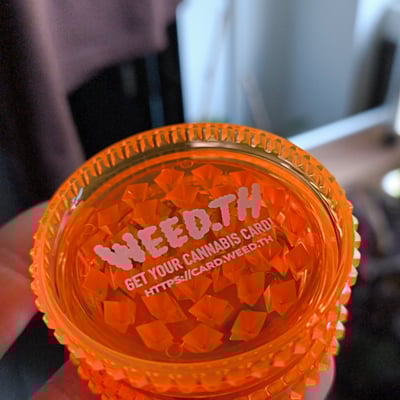 WEED.TH
GET YOUR CANNABIS CARD!
HTTPS://CARD.WEED.TH